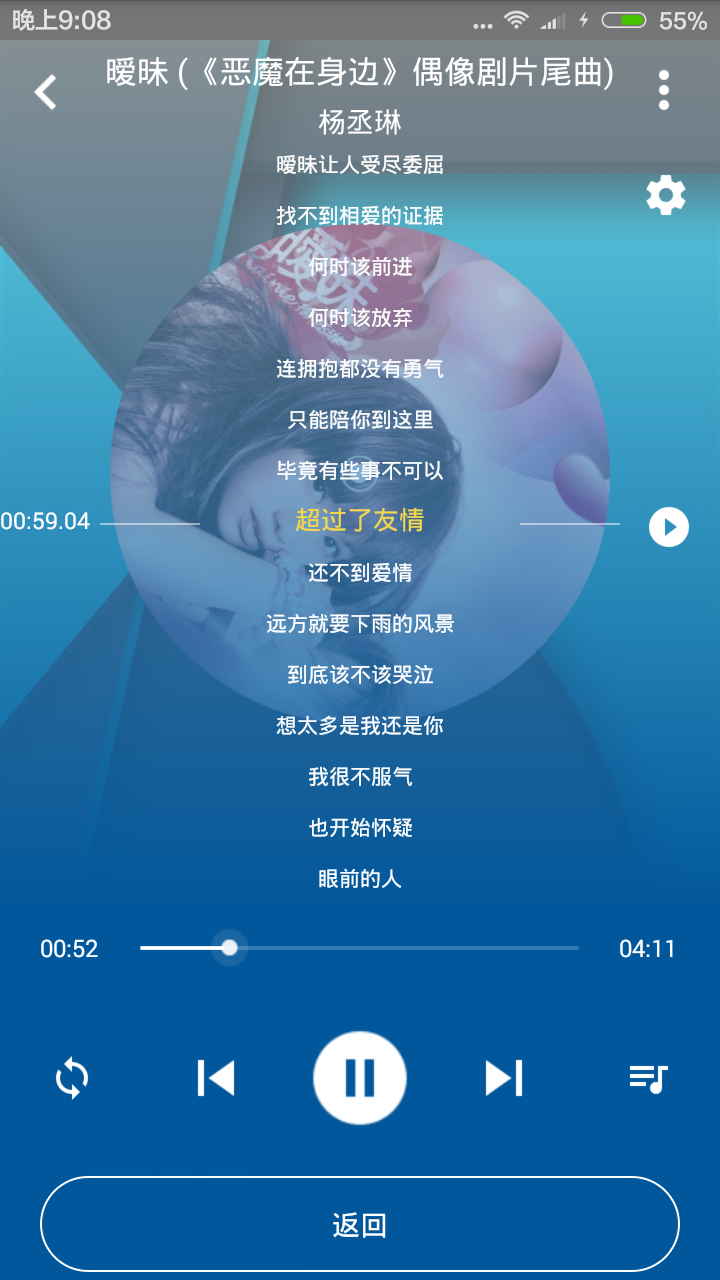 晚上9:08
55%
暧昧 (《恶魔在身边》偶像剧片尾曲)
杨丞琳
暧昧让人受尽委屈
找不到相爱的证据
何时该前进
何时该放弃
连拥抱都没有勇气
只能陪你到这里
毕竟有些事不可以
00:59.04
超过了友情
还不到爱情
远方就要下雨的风景
到底该不该哭泣
想太多是我还是你
我很不服气
也开始怀疑
眼前的人
00:52
04:11
返回